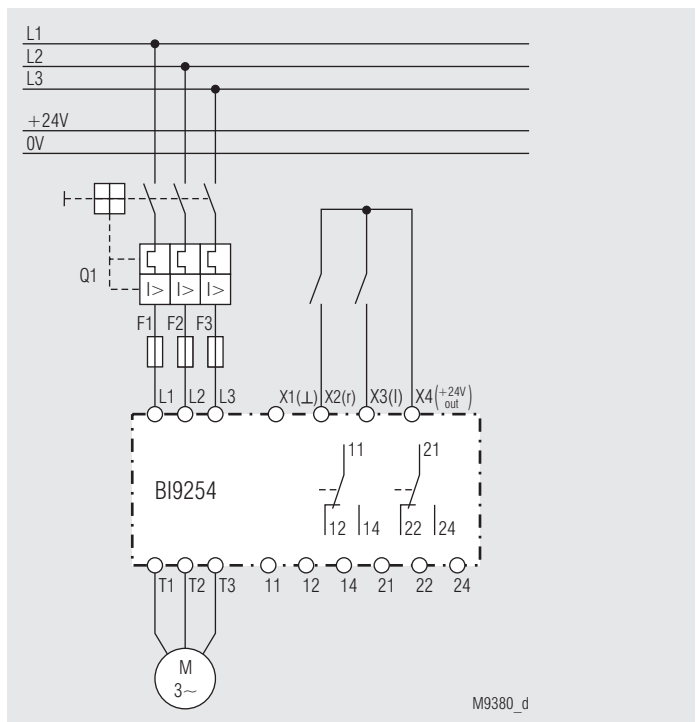 L1
L2
L3
+24V
0V
Q1
I> I> I>
F1 F2 F3
L1 L2 L3 X1(⊥) X2(r) X3(l) X4(+24V out)
11 21
BI9254
12 14 22 24
T1 T2 T3 11 12 14 21 22 24
M
3~
M9380_d